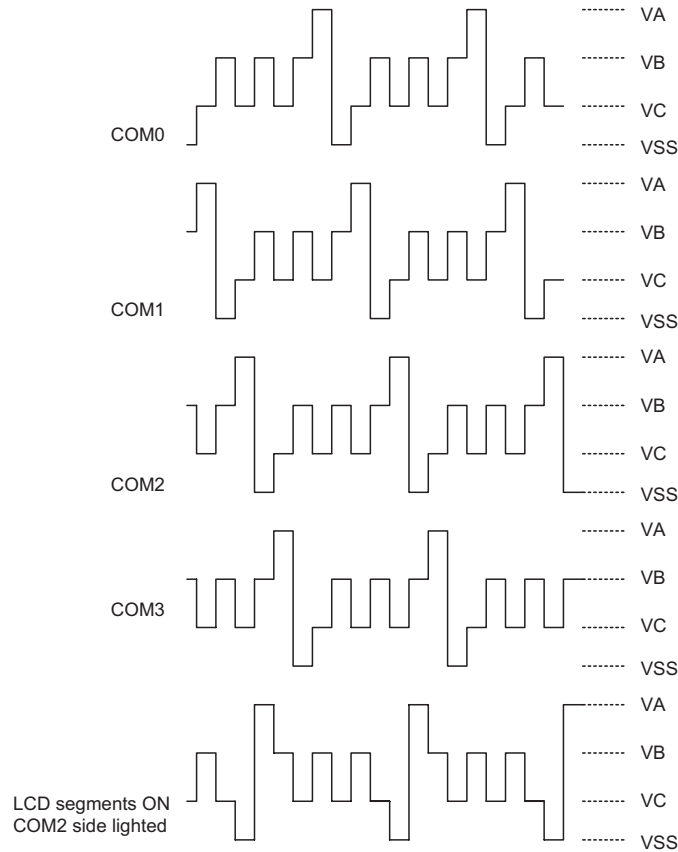 VA
VB
VC
COM0
VSS
VA
VB
VC
COM1
VSS
VA
VB
VC
COM2
VSS
VA
VB
COM3
VC
VSS
VA
VB
VC
LCD segments ON
COM2 side lighted
VSS